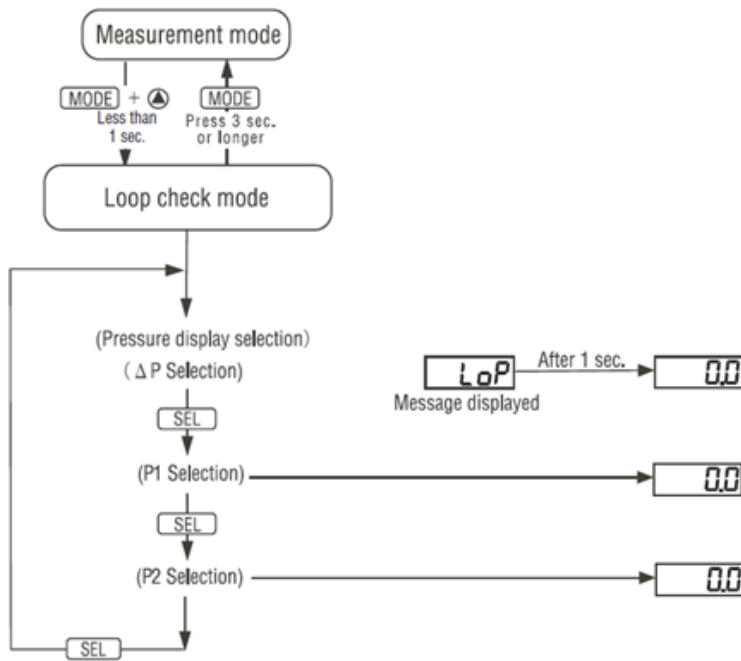 Measurement mode
MODE + ▲ MODE
Less than Press 3 sec.
1 sec. or longer
Loop check mode
(Pressure display selection)
( Δ P Selection)
LoP After 1 sec. 0.0
Message displayed
SEL
(P1 Selection) 0.0
SEL
(P2 Selection) 0.0
SEL